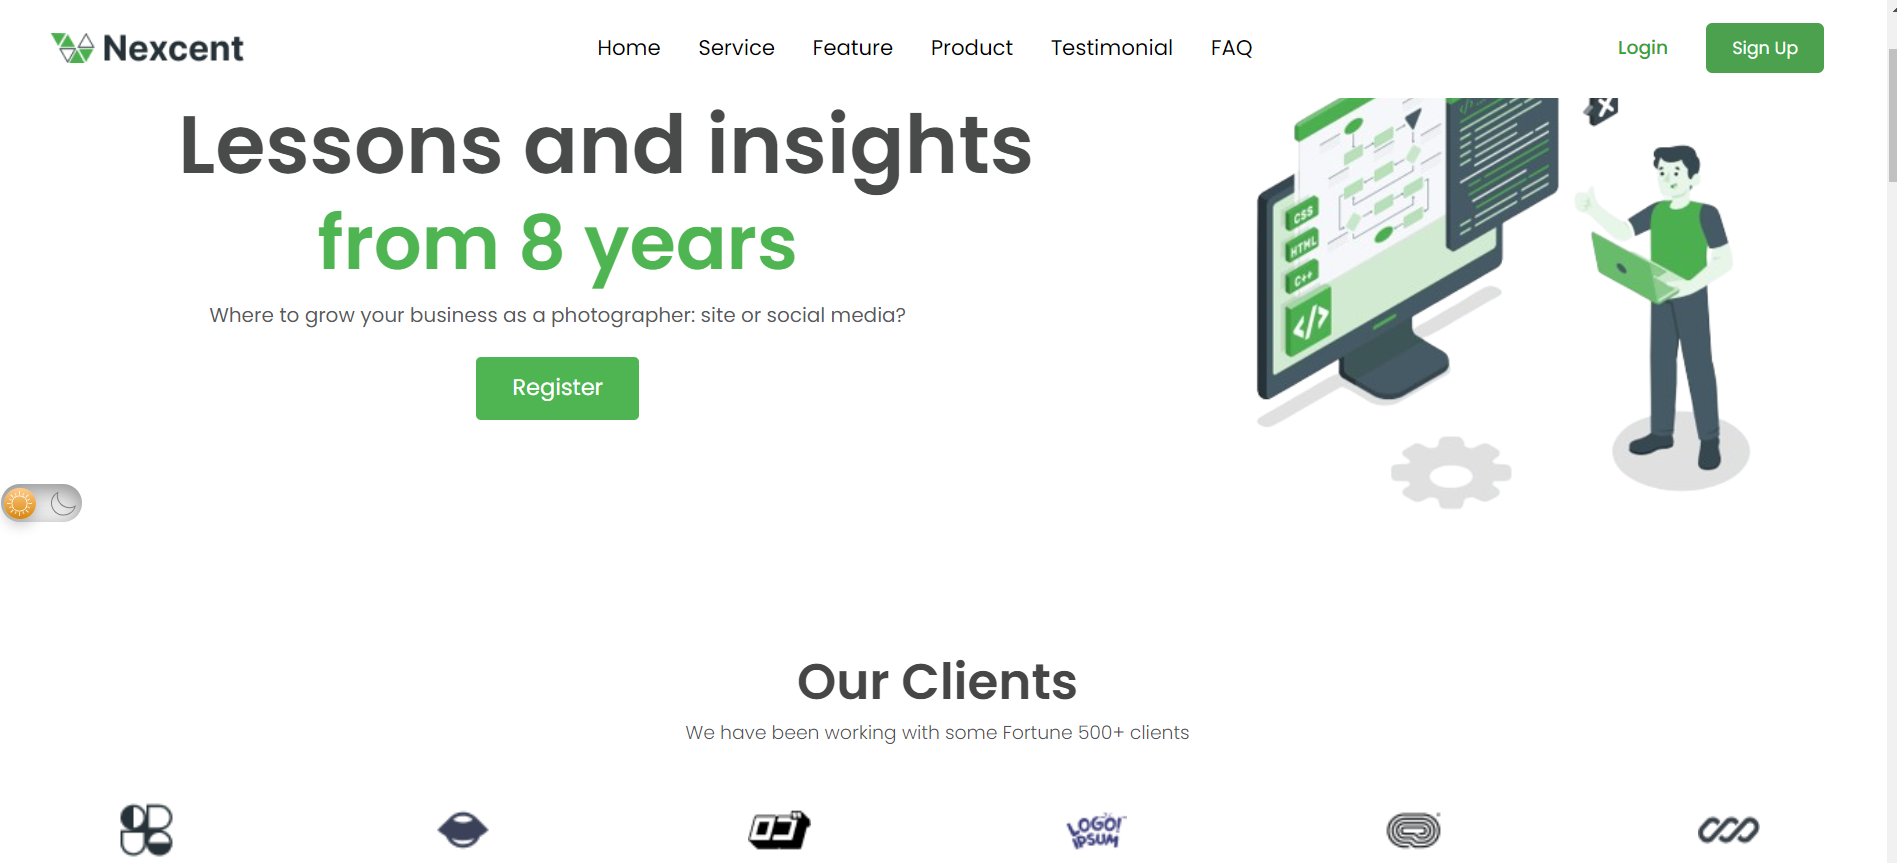 Nexcent
Home Service Feature Product Testimonial FAQ
Login
Sign Up
Lessons and insights
from 8 years
Where to grow your business as a photographer: site or social media?
Register
CSS
HTML
C++
</>
Our Clients
We have been working with some Fortune 500+ clients
LOGO!
IPSUM